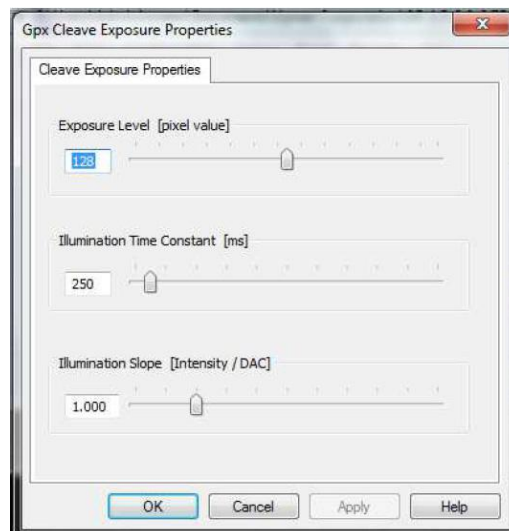 Gpx Cleave Exposure Properties
Cleave Exposure Properties
Exposure Level [pixel value]
128
Illumination Time Constant [ms]
250
Illumination Slope [Intensity / DAC]
1.000
OK Cancel Apply Help